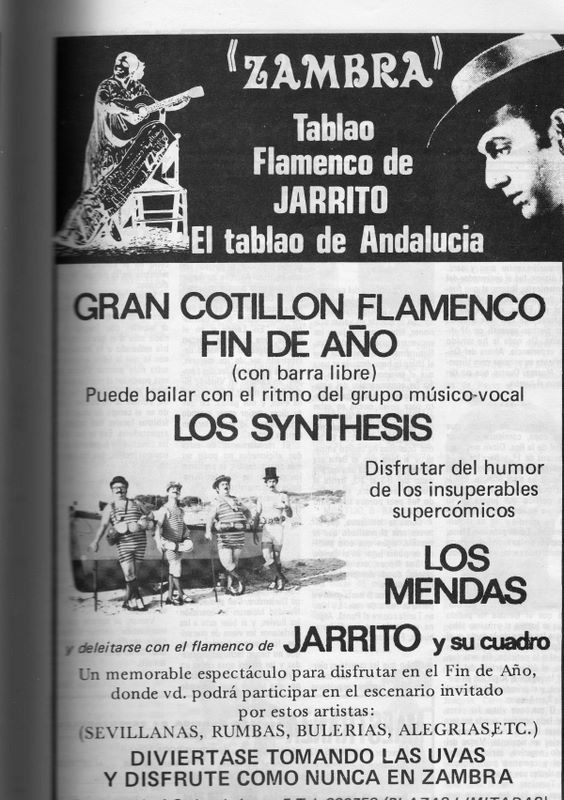 "ZAMBRA"
Tablao
Flamenco de
JARRITO
El tablao de Andalucia
GRAN COTILLON FLAMENCO
FIN DE AÑO
(con barra libre)
Puede bailar con el ritmo del grupo músico-vocal
LOS SYNTHESIS
Disfrutar del humor
de los insuperables
supercómicos
LOS
MENDAS
y deleitarse con el flamenco de JARRITO y su cuadro
Un memorable espectáculo para disfrutar en el Fin de Año,
donde vd. podrá participar en el escenario invitado
por estos artistas:
(SEVILLANAS, RUMBAS, BULERIAS, ALEGRIAS,ETC.)
DIVIERTASE TOMANDO LAS UVAS
Y DISFRUTE COMO NUNCA EN ZAMBRA